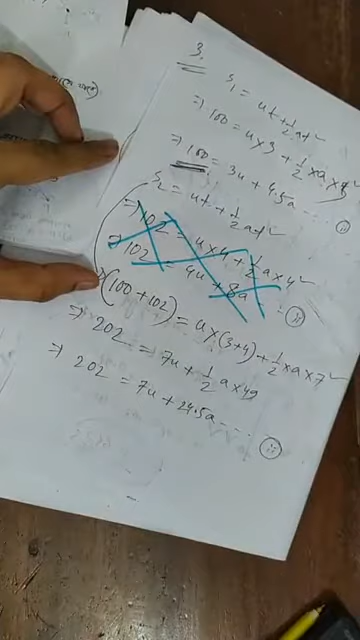 3.
s₁ = ut + ½at²
⇒ 100 = u×3 + ½×a×3²
⇒ 100 = 3u + 4.5a ---- (i)
s₂ = ut + ½at²
⇒ 102 = u×4 + ½a×4²
⇒ 102 = 4u + 8a ---- (ii)
⇒ (100+102) = u×(3+4) + ½×a×7²
⇒ 202 = 7u + ½a×49
⇒ 202 = 7u + 24.5a ---- (ii)